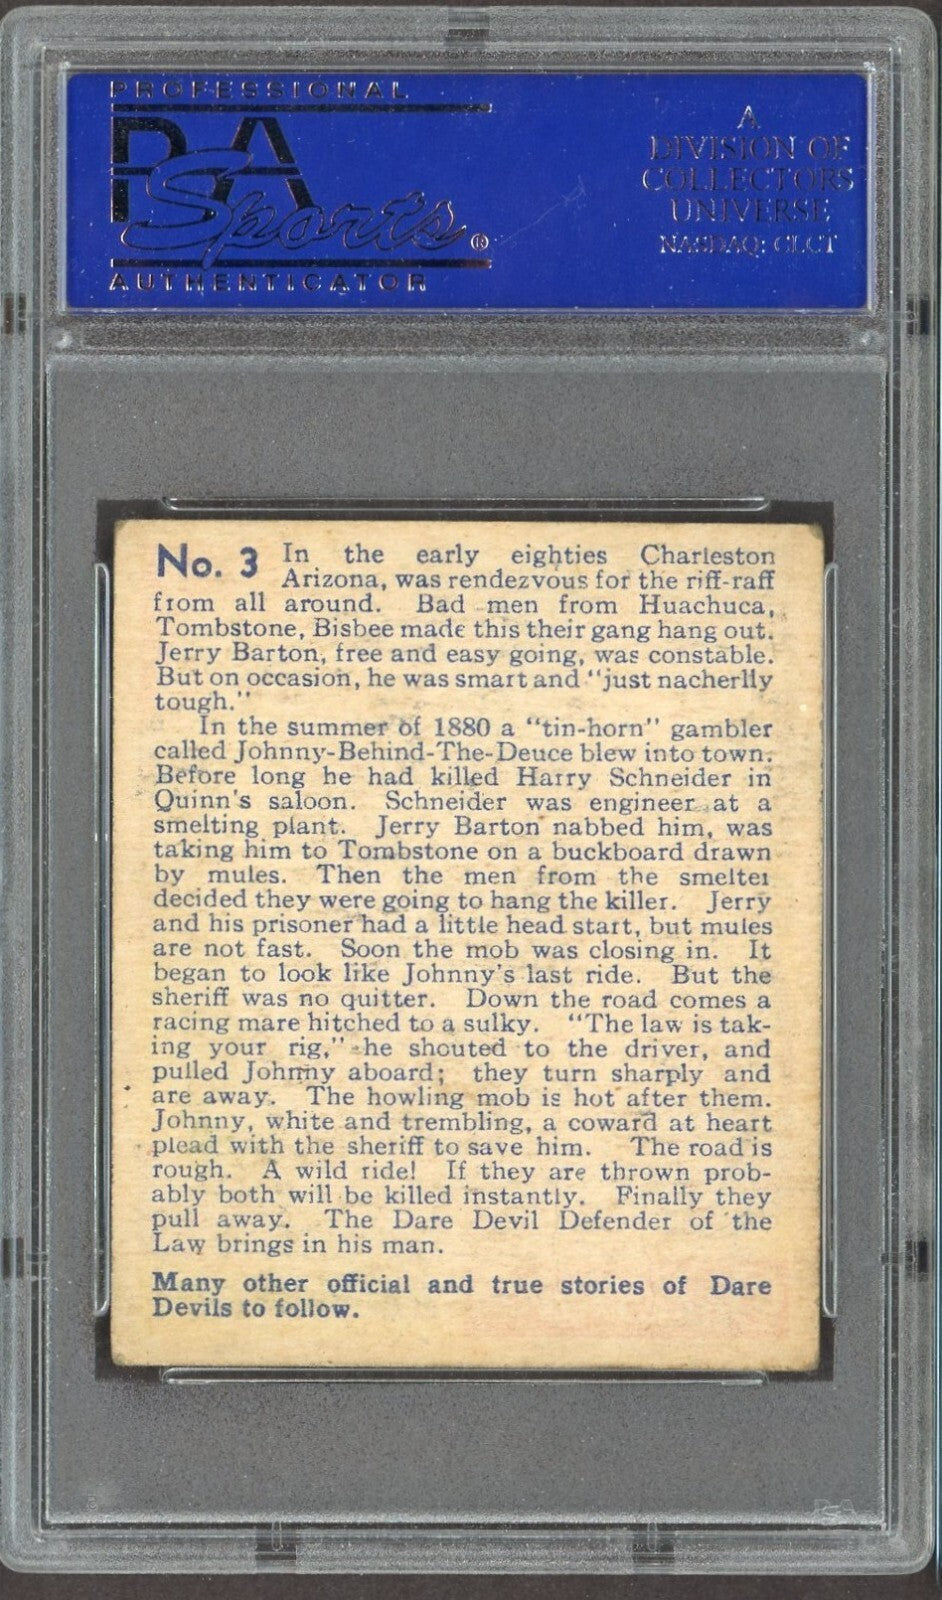 PROFESSIONAL
PSA
Sports®
AUTHENTICATOR
A
DIVISION OF
COLLECTORS
UNIVERSE
NASDAQ: CLCT
No. 3 In the early eighties Charleston
Arizona, was rendezvous for the riff-raff
from all around. Bad men from Huachuca,
Tombstone, Bisbee made this their gang hang out.
Jerry Barton, free and easy going, was constable.
But on occasion, he was smart and "just nacherlly
tough."
In the summer of 1880 a "tin-horn" gambler
called Johnny-Behind-The-Deuce blew into town.
Before long he had killed Harry Schneider in
Quinn's saloon. Schneider was engineer at a
smelting plant. Jerry Barton nabbed him, was
taking him to Tombstone on a buckboard drawn
by mules. Then the men from the smelter
decided they were going to hang the killer. Jerry
and his prisoner had a little head start, but mules
are not fast. Soon the mob was closing in. It
began to look like Johnny's last ride. But the
sheriff was no quitter. Down the road comes a
racing mare hitched to a sulky. "The law is tak-
ing your rig," he shouted to the driver, and
pulled Johnny aboard; they turn sharply and
are away. The howling mob is hot after them.
Johnny, white and trembling, a coward at heart
plead with the sheriff to save him. The road is
rough. A wild ride! If they are thrown prob-
ably both will be killed instantly. Finally they
pull away. The Dare Devil Defender of the
Law brings in his man.
Many other official and true stories of Dare
Devils to follow.
PSA